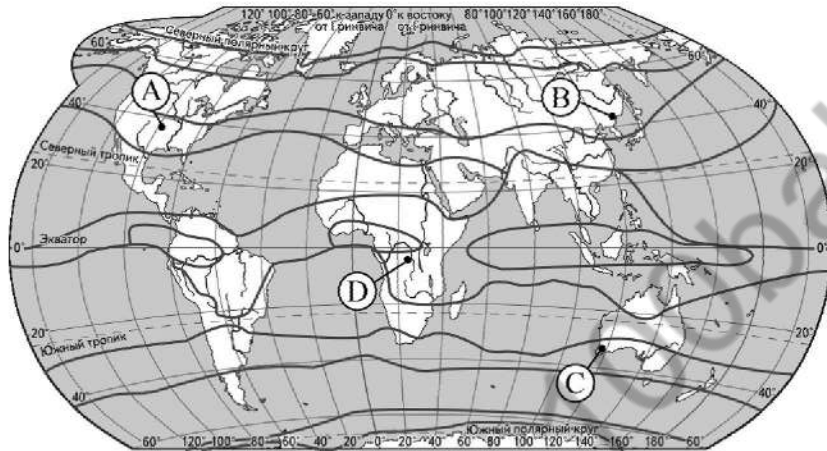 120°100°80°60°к западу 0°к востоку 80°100°120°140°160°180°
от Гринвича от Гринвича
Северный полярный круг
60° 60°
A B
40° 40°
Северный тропик
20° 20°
Экватор
0° 0°
D
20° 20°
Южный тропик
C
40° 40°
Южный полярный круг
60° 120°100°80° 60° 40° 20° 0° 20° 40° 60° 80° 100°120° 160° 180° 60°